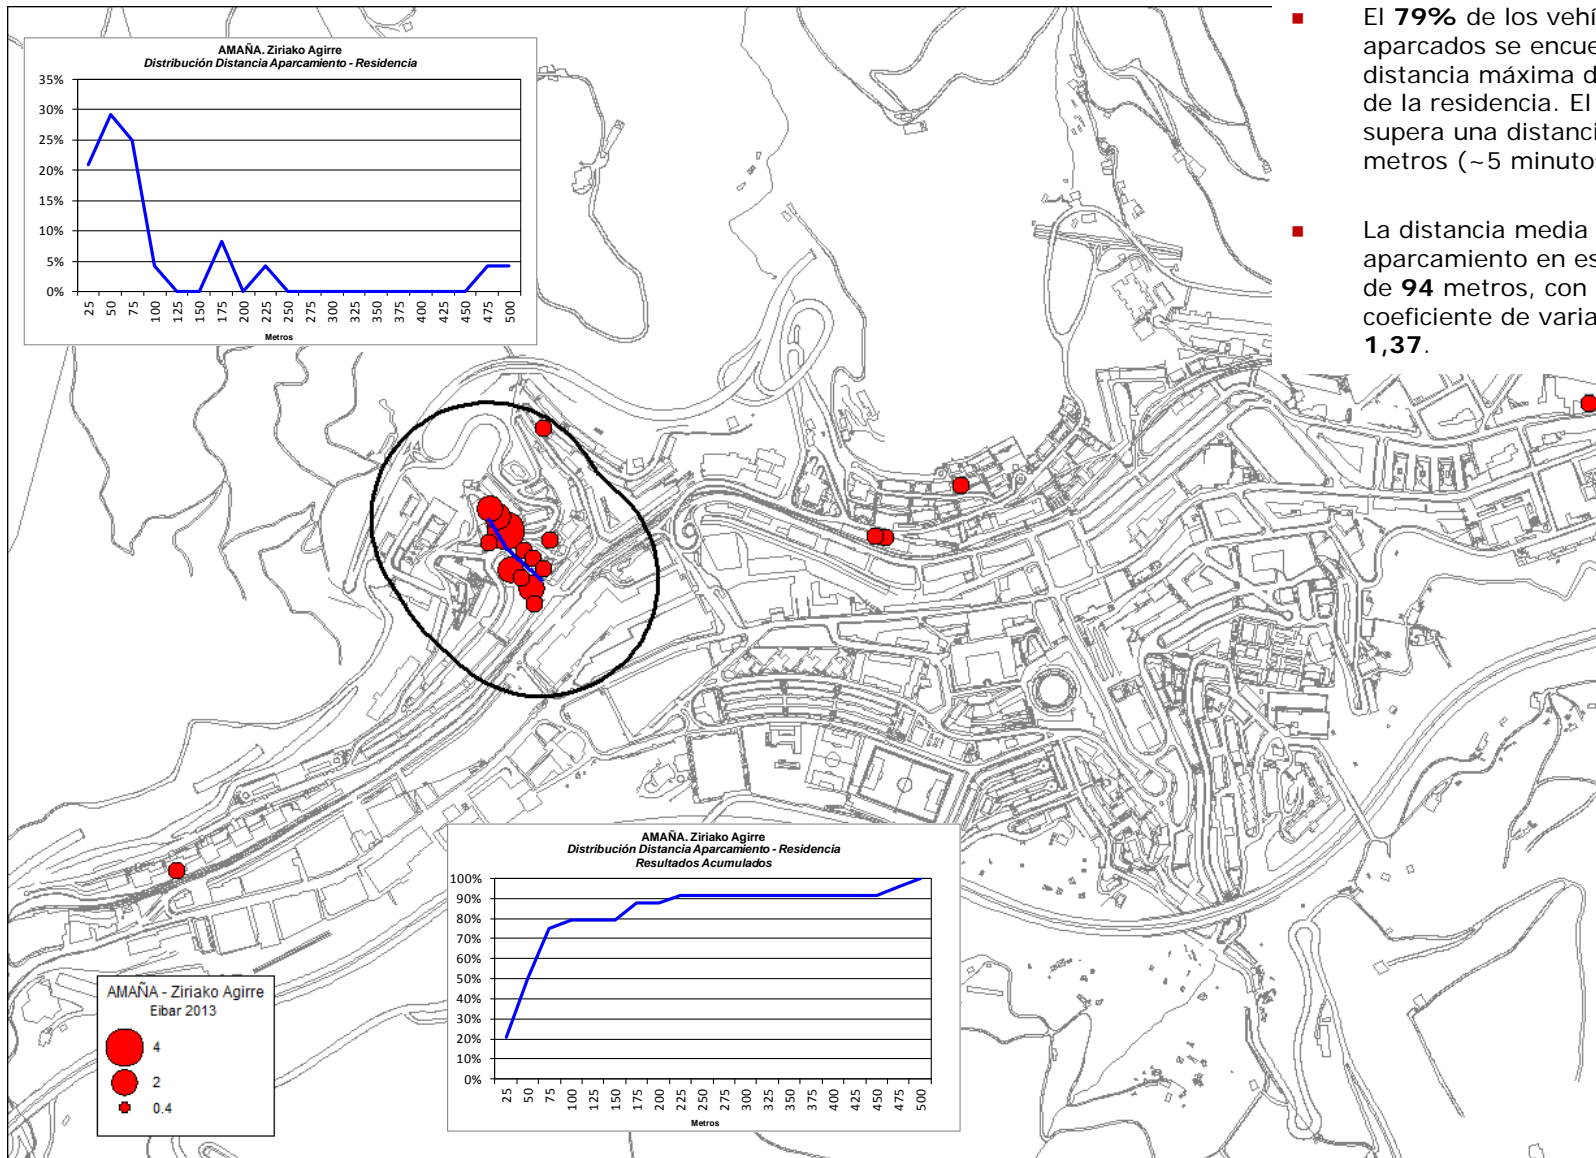 AMAÑA. Ziriako Agirre
Distribución Distancia Aparcamiento - Residencia
35%
30%
25%
20%
15%
10%
5%
0%
25 50 75 100 125 150 175 200 225 250 275 300 325 350 375 400 425 450 475 500
Metros
▪ El 79% de los
aparcados se
distancia máxima
de la residencia. El
supera una
metros (~5
▪ La distancia media
aparcamiento en
de 94 metros, con
coeficiente de
1,37.
AMAÑA. Ziriako Agirre
Distribución Distancia Aparcamiento - Residencia
Resultados Acumulados
100%
90%
80%
70%
60%
50%
40%
30%
20%
10%
0%
25 50 75 100 125 150 175 200 225 250 275 300 325 350 375 400 425 450 475 500
Metros
AMAÑA - Ziriako Agirre
Eibar 2013
4
2
0.4